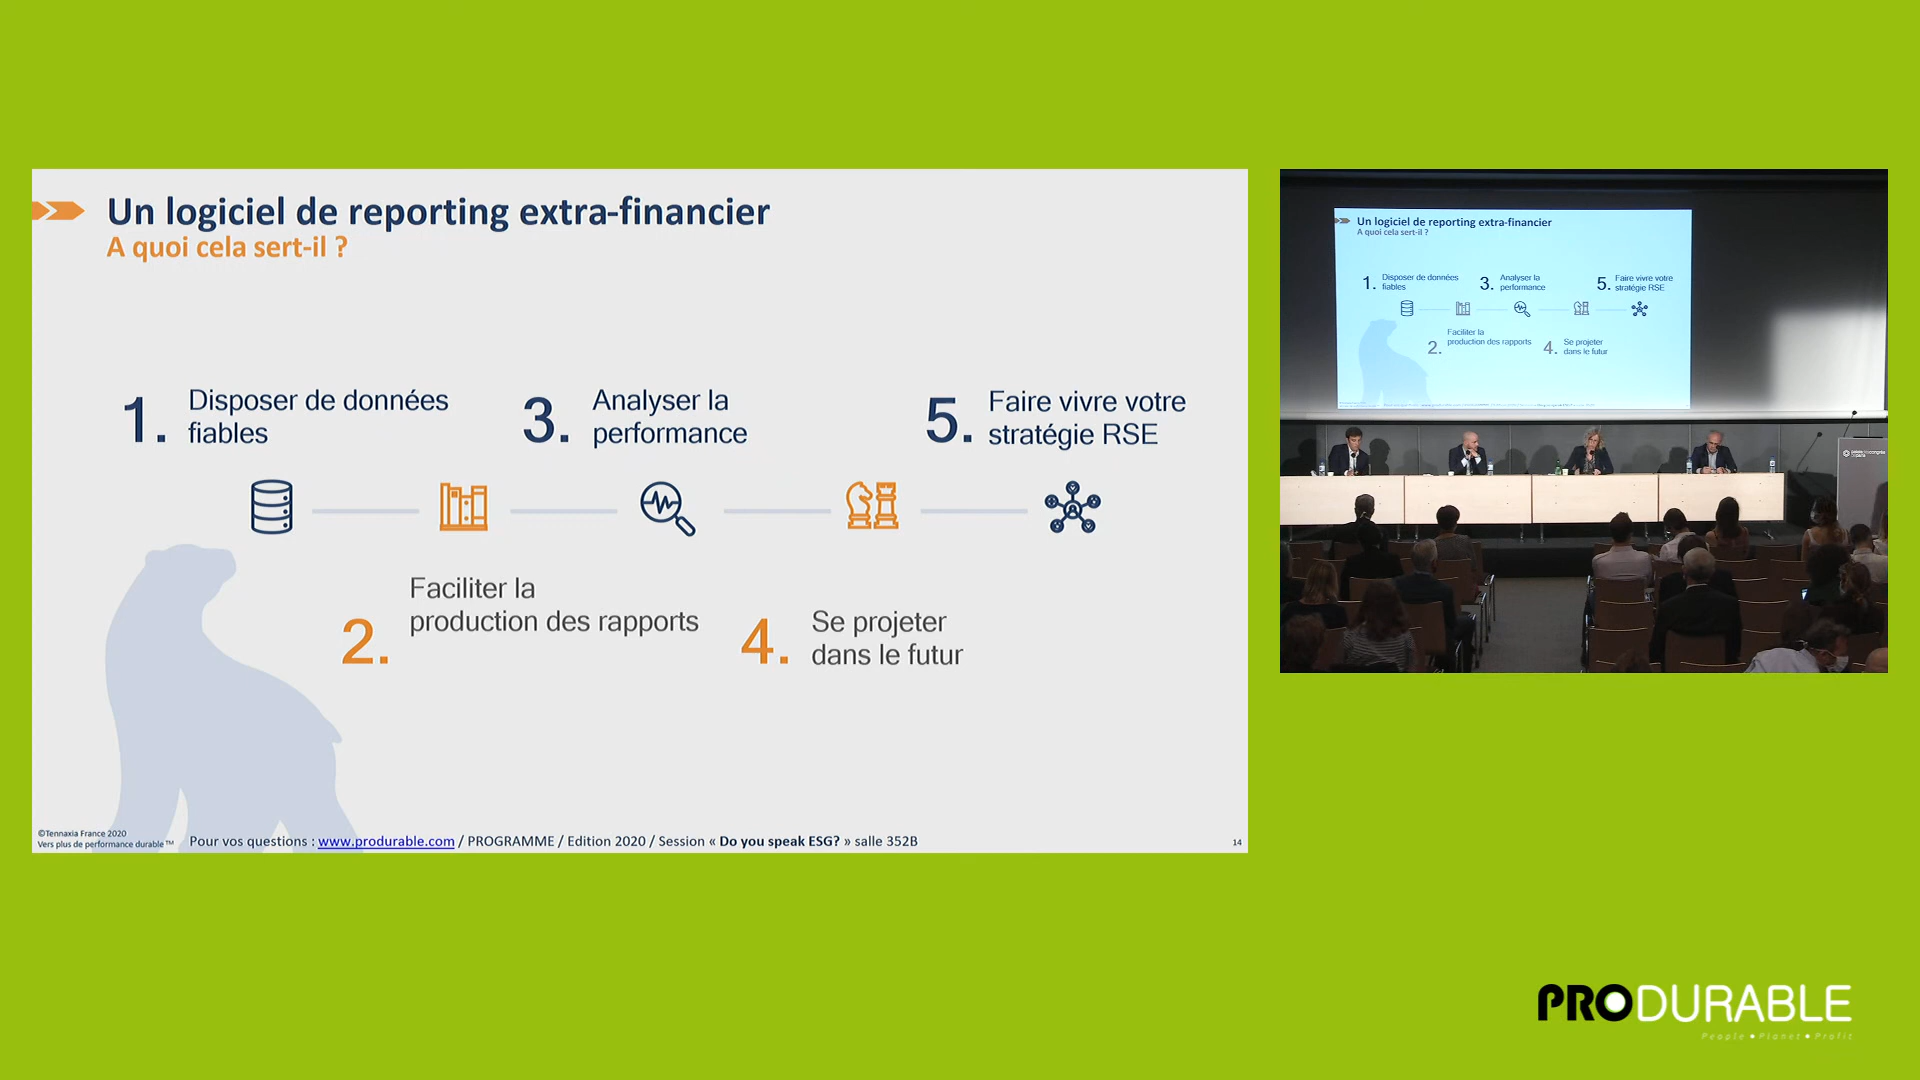 Un logiciel de reporting extra-financier
A quoi cela sert-il ?
1. Disposer de données
fiables
3. Analyser la
performance
5. Faire vivre votre
stratégie RSE
2. Faciliter la
production des rapports
4. Se projeter
dans le futur
©Tennaxia France 2020
Vers plus de performance durable™
Pour vos questions : www.produrable.com / PROGRAMME / Edition 2020 / Session « Do you speak ESG? » salle 352B
14
Un logiciel de reporting extra-financier
A quoi cela sert-il ?
1. Disposer de données
fiables
3. Analyser la
performance
5. Faire vivre votre
stratégie RSE
2. Faciliter la
production des rapports
4. Se projeter
dans le futur
PRODURABLE
People • Planet • Profit